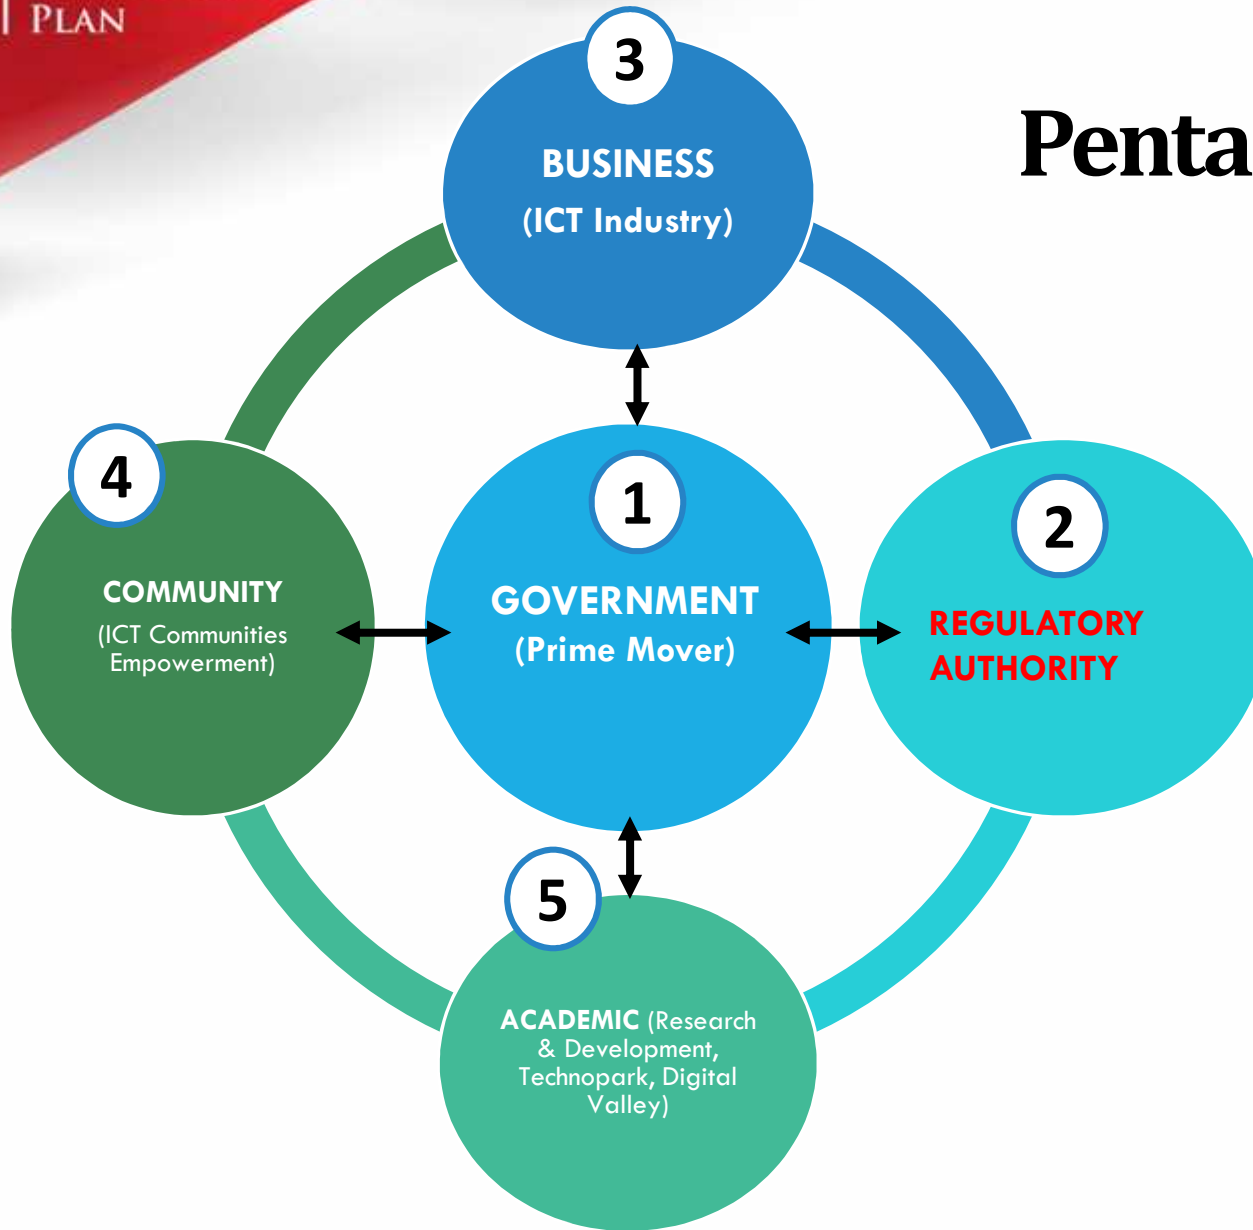 PLAN
Penta
3
BUSINESS
(ICT Industry)
4
COMMUNITY
(ICT Communities
Empowerment)
1
GOVERNMENT
(Prime Mover)
2
REGULATORY
AUTHORITY
5
ACADEMIC (Research
& Development,
Technopark, Digital
Valley)